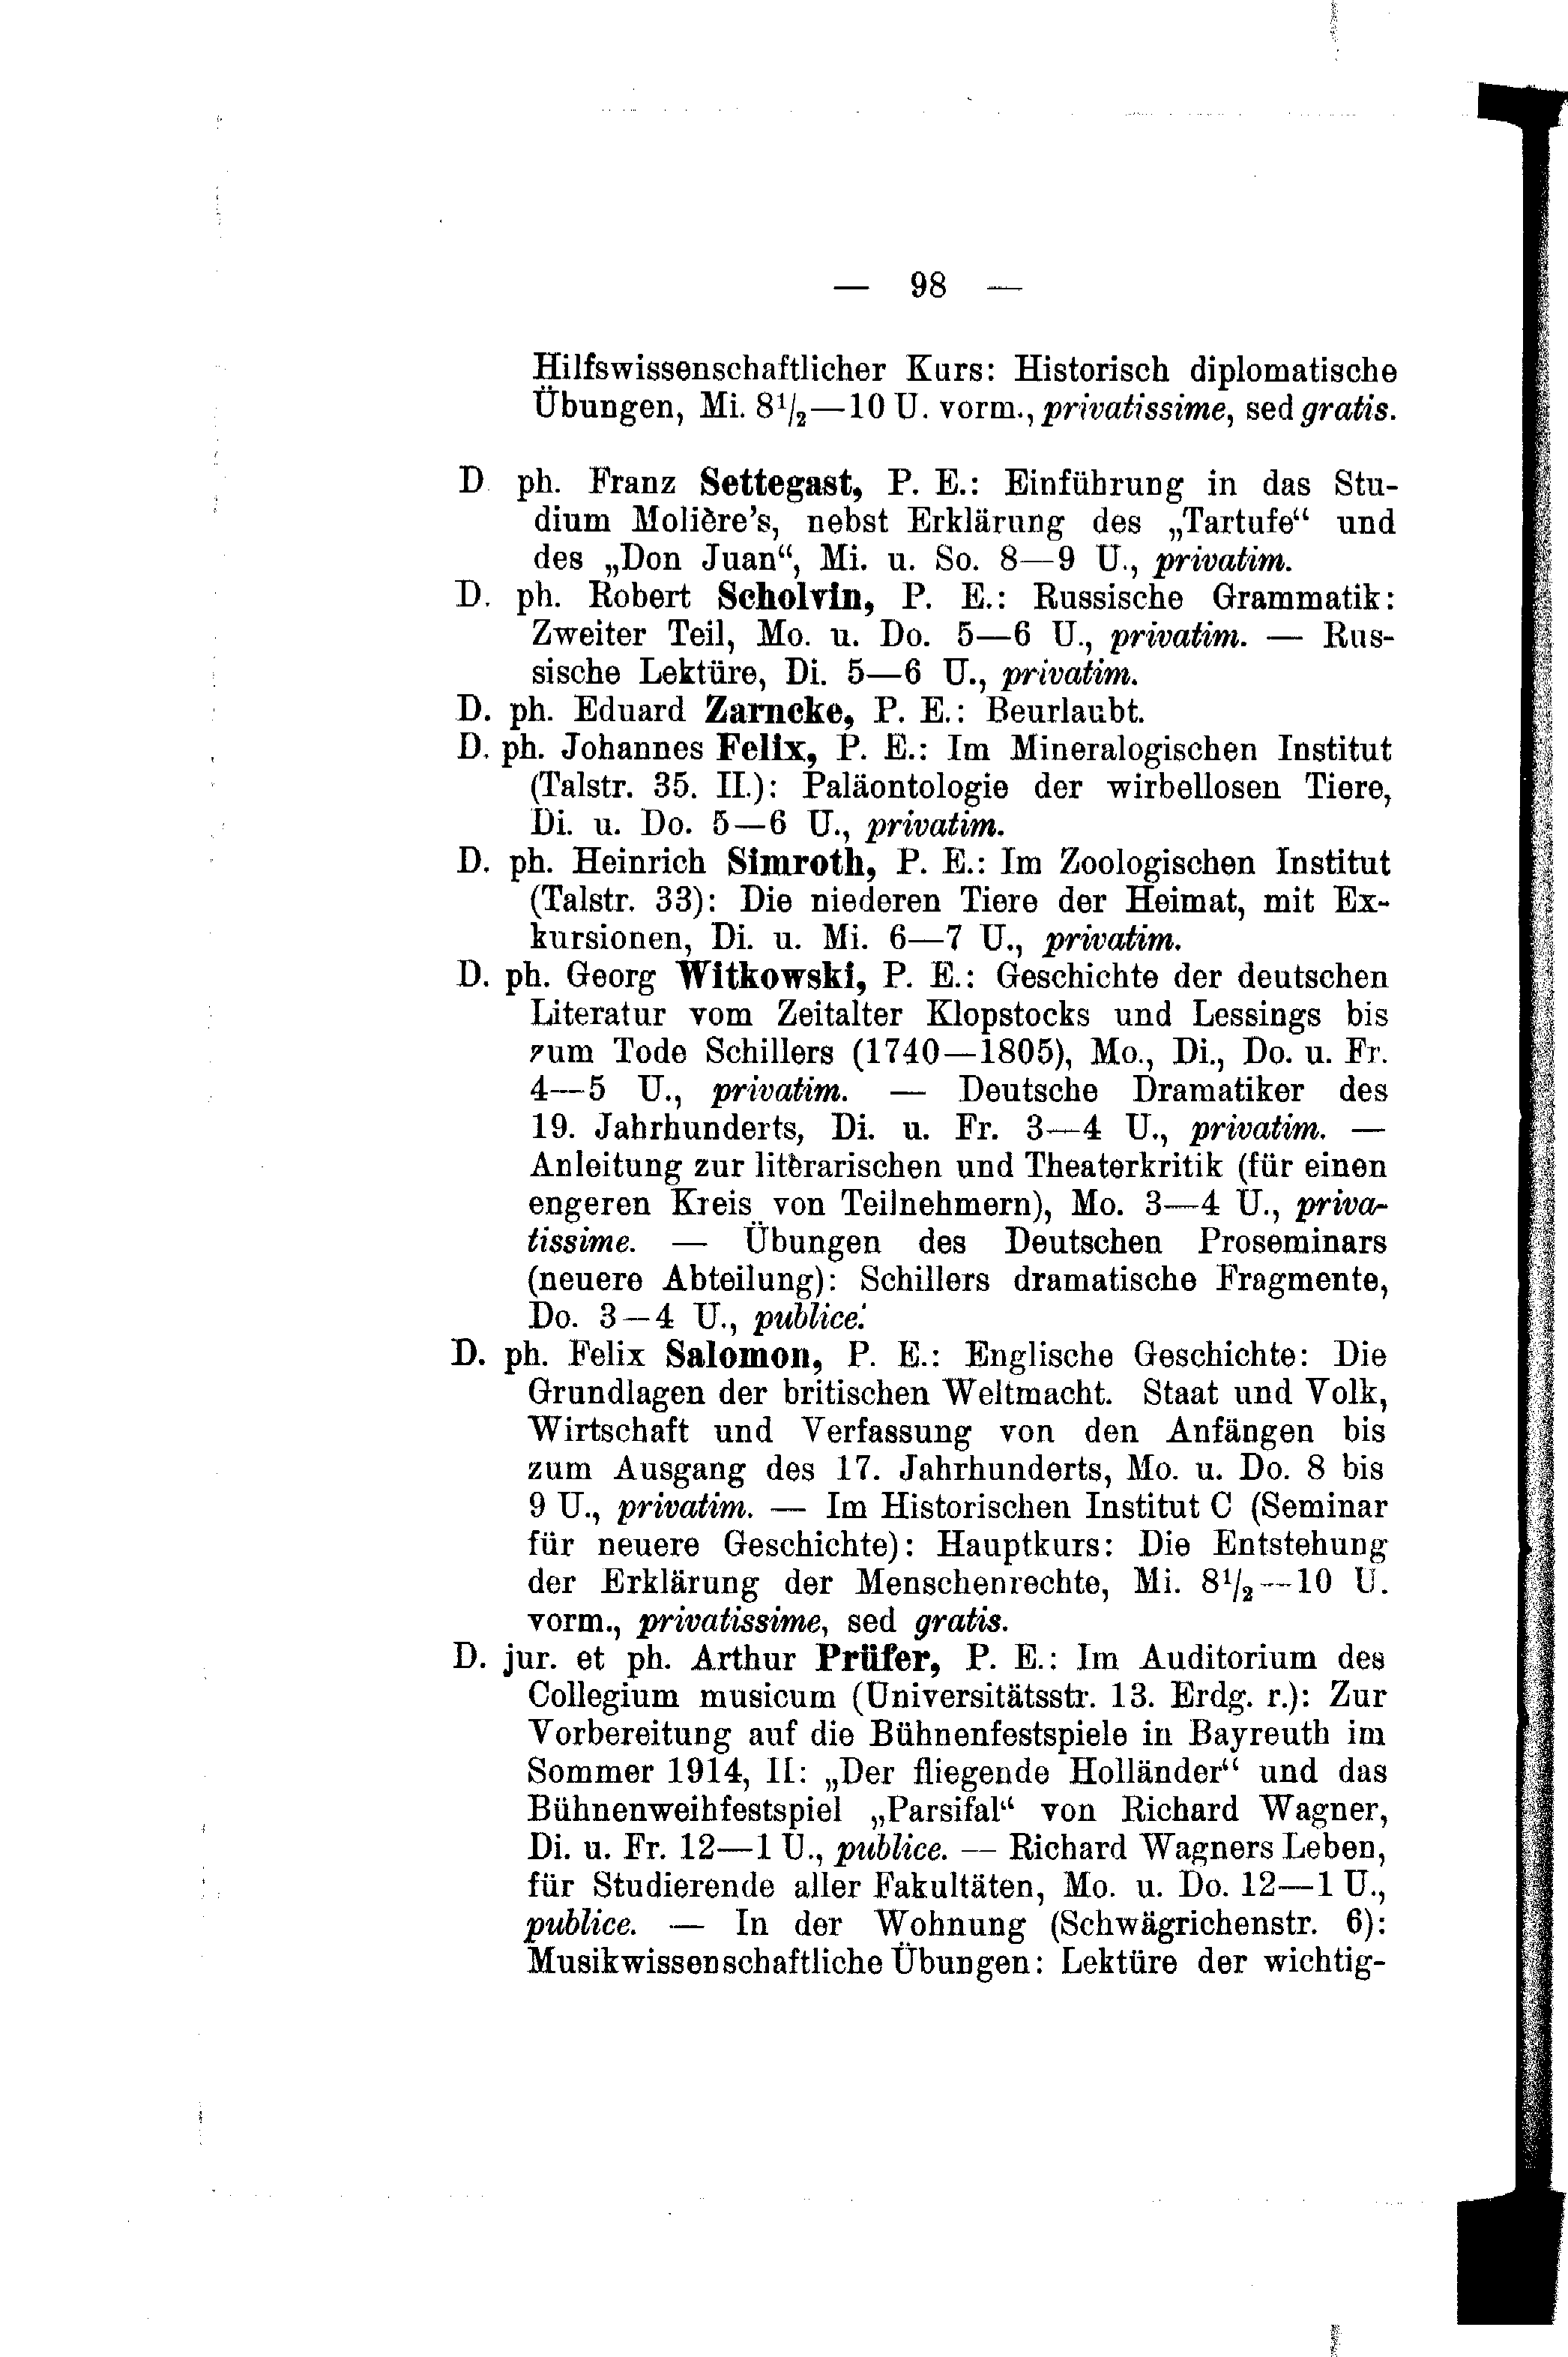 — 98 —
Hilfswissenschaftlicher Kurs: Historisch diplomatische
Übungen, Mi. 8½—10 U. vorm., privatissime, sed gratis.
D ph. Franz Settegast, P. E.: Einführung in das Stu-
dium Molière's, nebst Erklärung des „Tartufe“ und
des „Don Juan“, Mi. u. So. 8—9 U., privatim.
D. ph. Robert Scholvin, P. E.: Russische Grammatik:
Zweiter Teil, Mo. u. Do. 5—6 U., privatim. — Rus-
sische Lektüre, Di. 5—6 U., privatim.
D. ph. Eduard Zarncke, P. E.: Beurlaubt.
D. ph. Johannes Felix, P. E.: Im Mineralogischen Institut
(Talstr. 35. II.): Paläontologie der wirbellosen Tiere,
Di. u. Do. 5—6 U., privatim.
D. ph. Heinrich Simroth, P. E.: Im Zoologischen Institut
(Talstr. 33): Die niederen Tiere der Heimat, mit Ex-
kursionen, Di. u. Mi. 6—7 U., privatim.
D. ph. Georg Witkowski, P. E.: Geschichte der deutschen
Literatur vom Zeitalter Klopstocks und Lessings bis
zum Tode Schillers (1740—1805), Mo., Di., Do. u. Fr.
4—5 U., privatim. — Deutsche Dramatiker des
19. Jahrhunderts, Di. u. Fr. 3—4 U., privatim. —
Anleitung zur literarischen und Theaterkritik (für einen
engeren Kreis von Teilnehmern), Mo. 3—4 U., priva-
tissime. — Übungen des Deutschen Proseminars
(neuere Abteilung): Schillers dramatische Fragmente,
Do. 3—4 U., publice.
D. ph. Felix Salomon, P. E.: Englische Geschichte: Die
Grundlagen der britischen Weltmacht. Staat und Volk,
Wirtschaft und Verfassung von den Anfängen bis
zum Ausgang des 17. Jahrhunderts, Mo. u. Do. 8 bis
9 U., privatim. — Im Historischen Institut C (Seminar
für neuere Geschichte): Hauptkurs: Die Entstehung
der Erklärung der Menschenrechte, Mi. 8½—10 U.
vorm., privatissime, sed gratis.
D. jur. et ph. Arthur Prüfer, P. E.: Im Auditorium des
Collegium musicum (Universitätsstr. 13. Erdg. r.): Zur
Vorbereitung auf die Bühnenfestspiele in Bayreuth im
Sommer 1914, II: „Der fliegende Holländer“ und das
Bühnenweihfestspiel „Parsifal“ von Richard Wagner,
Di. u. Fr. 12—1 U., publice. — Richard Wagners Leben,
für Studierende aller Fakultäten, Mo. u. Do. 12—1 U.,
publice. — In der Wohnung (Schwägrichenstr. 6):
Musikwissenschaftliche Übungen: Lektüre der wichtig-